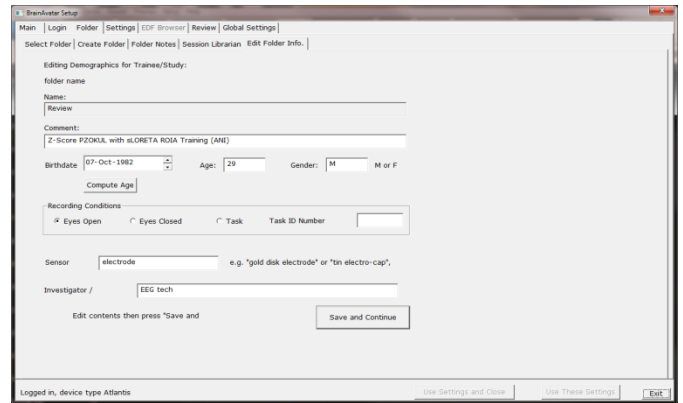 BrainAvatar Setup
Main Login Folder Settings EDF Browser Review Global Settings
Select Folder Create Folder Folder Notes Session Librarian Edit Folder Info.
Editing Demographics for Trainee/Study:
folder name
Name:
Review
Comment:
Z-Score PZOKUL with sLORETA ROIA Training (ANI)
Birthdate 07-Oct-1982 Age: 29 Gender: M M or F
Compute Age
Recording Conditions
Eyes Open Eyes Closed Task Task ID Number
Sensor electrode e.g. "gold disk electrode" or "tin electro-cap",
Investigator / EEG tech
Edit contents then press "Save and Save and Continue
Use Settings and Close Use These Settings Exit
Logged in, device type Atlantis